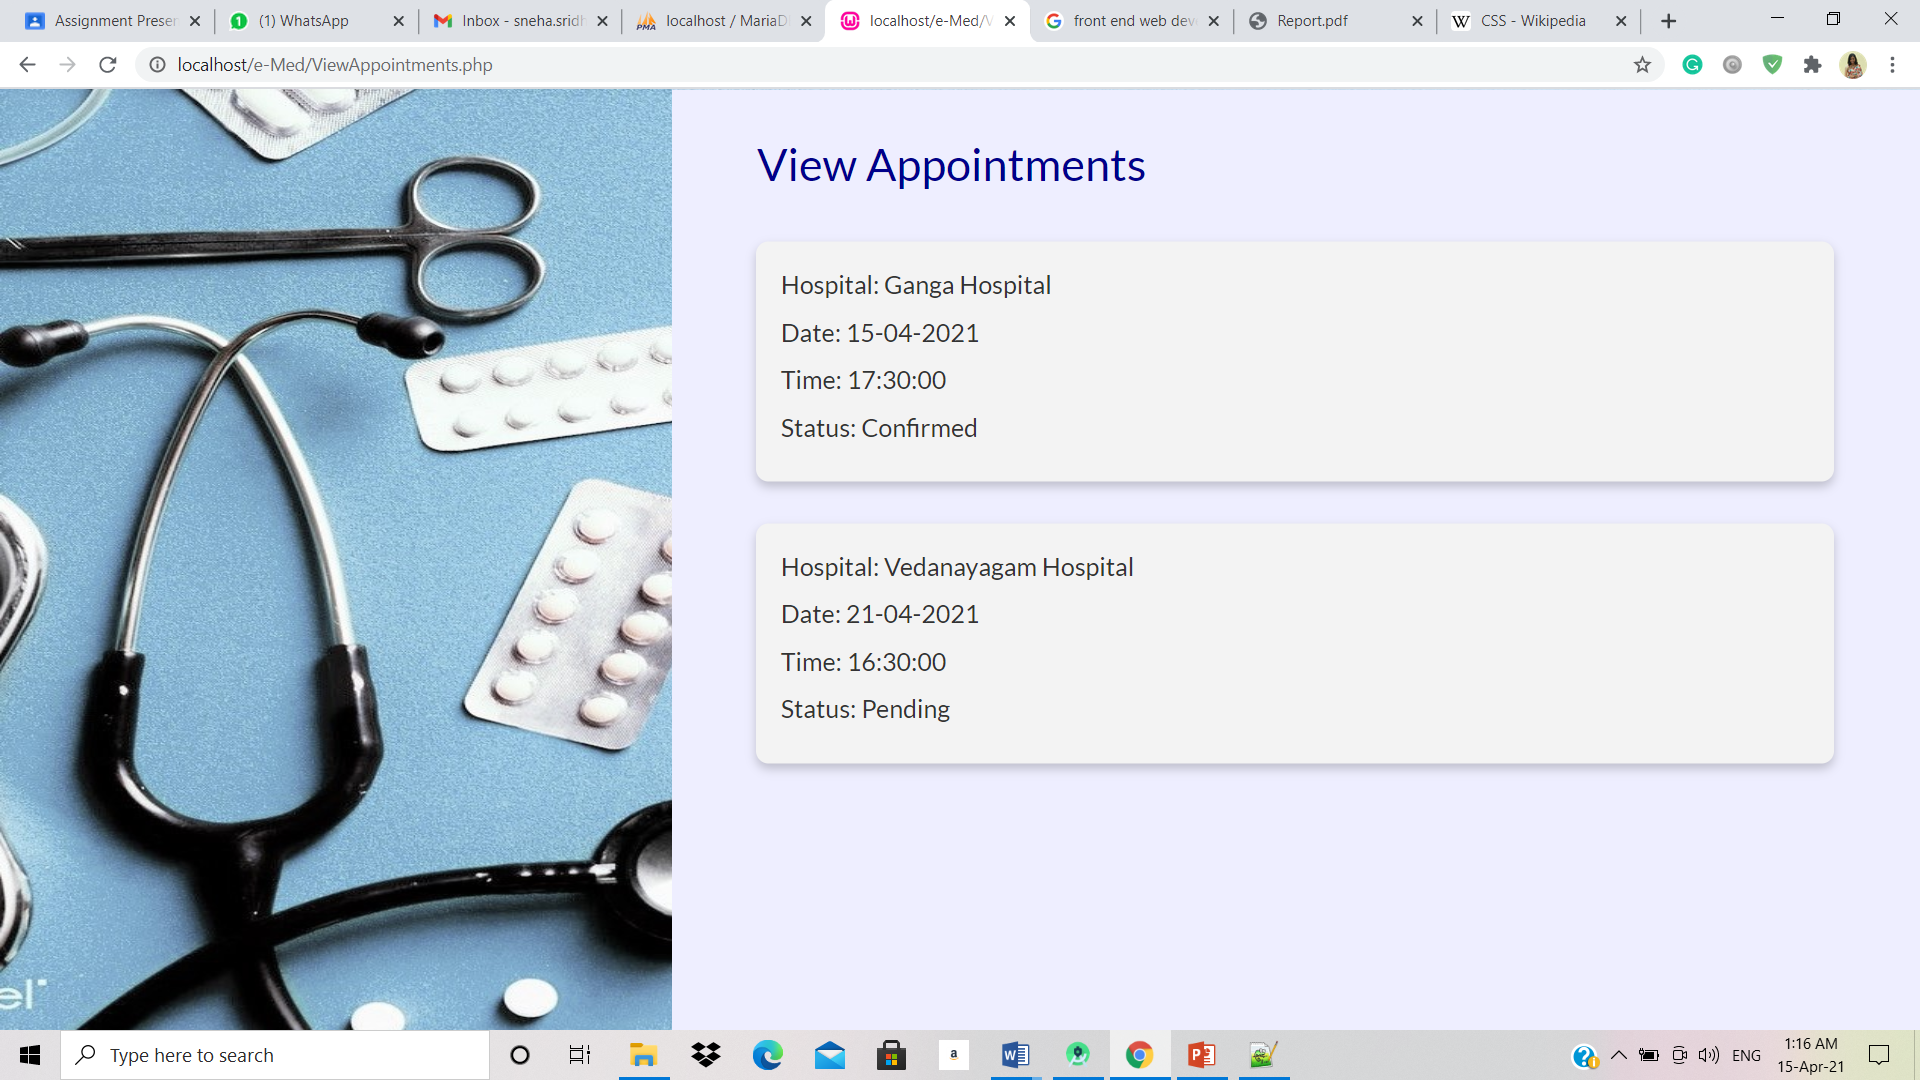 Assignment Presen
(1) WhatsApp
Inbox - sneha.sridh
localhost / MariaD
localhost/e-Med/V
front end web deve
Report.pdf
CSS - Wikipedia
localhost/e-Med/ViewAppointments.php
View Appointments
Hospital: Ganga Hospital
Date: 15-04-2021
Time: 17:30:00
Status: Confirmed
Hospital: Vedanayagam Hospital
Date: 21-04-2021
Time: 16:30:00
Status: Pending
el
Type here to search
ENG
1:16 AM
15-Apr-21